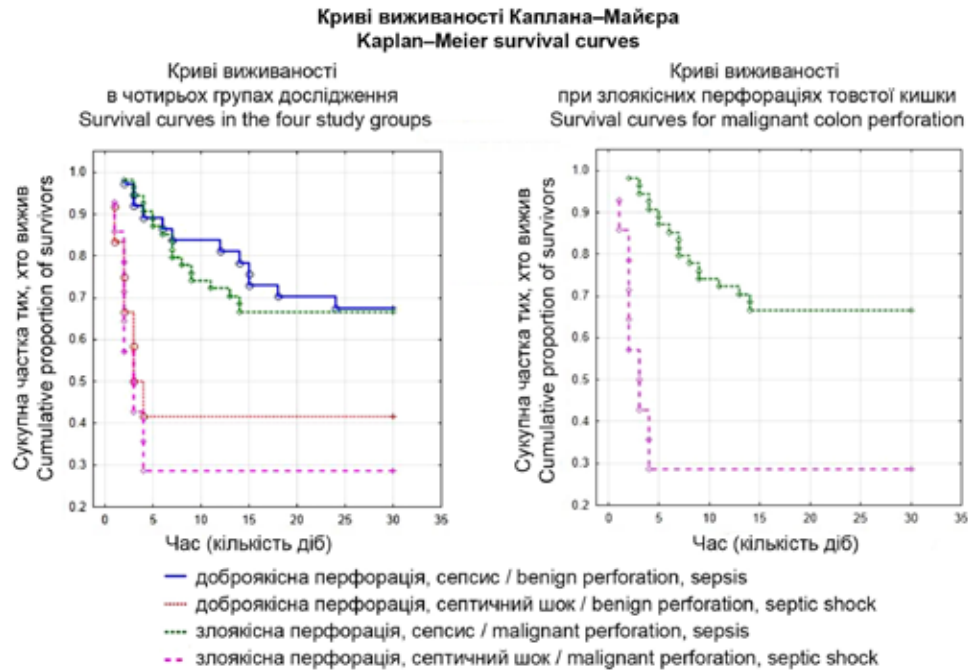 Криві виживаності Каплана–Майєра
Kaplan–Meier survival curves
Криві виживаності
в чотирьох групах дослідження
Survival curves in the four study groups
Сукупна частка тих, хто вижив
Cumulative proportion of survivors
1.0
0.9
0.8
0.7
0.6
0.5
0.4
0.3
0.2
0 5 10 15 20 25 30 35
Час (кількість діб)
Криві виживаності
при злоякісних перфораціях товстої кишки
Survival curves for malignant colon perforation
Сукупна частка тих, хто вижив
Cumulative proportion of survivors
1.0
0.9
0.8
0.7
0.6
0.5
0.4
0.3
0.2
0 5 10 15 20 25 30 35
Час (кількість діб)
доброякісна перфорація, сепсис / benign perforation, sepsis
доброякісна перфорація, септичний шок / benign perforation, septic shock
злоякісна перфорація, сепсис / malignant perforation, sepsis
злоякісна перфорація, септичний шок / malignant perforation, septic shock